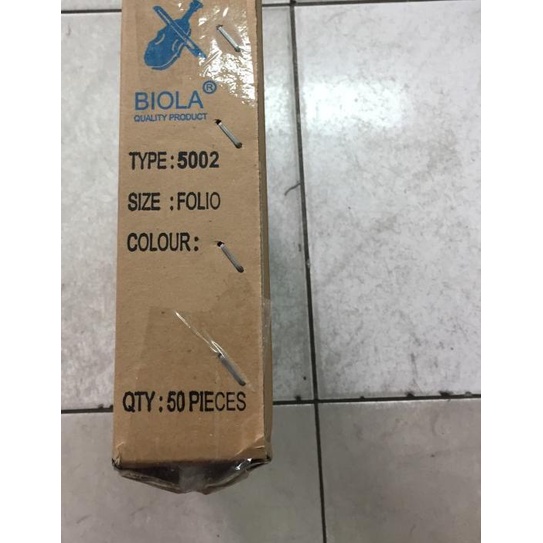 BIOLA®
QUALITY PRODUCT
TYPE:5002
SIZE :FOLIO
COLOUR:
QTY:50 PIECES